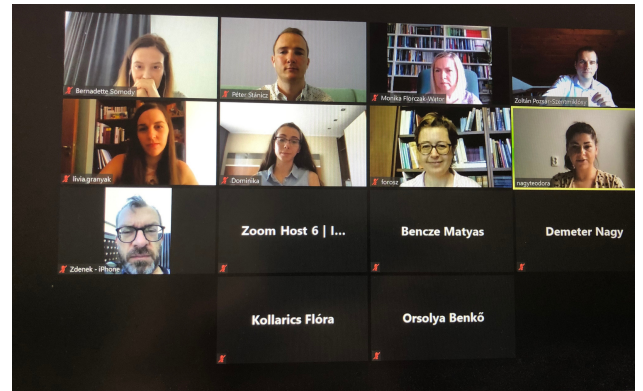 Bernadette Somody
Péter Stánicz
Monika Florczak-Wator
Zoltán Pozsár-Szentmiklósy
livia.granyak
Dominika
forosz
nagyteodora
Zdenek - iPhone
Zoom Host 6 | I...
Bencze Matyas
Demeter Nagy
Kollarics Flóra
Orsolya Benkő